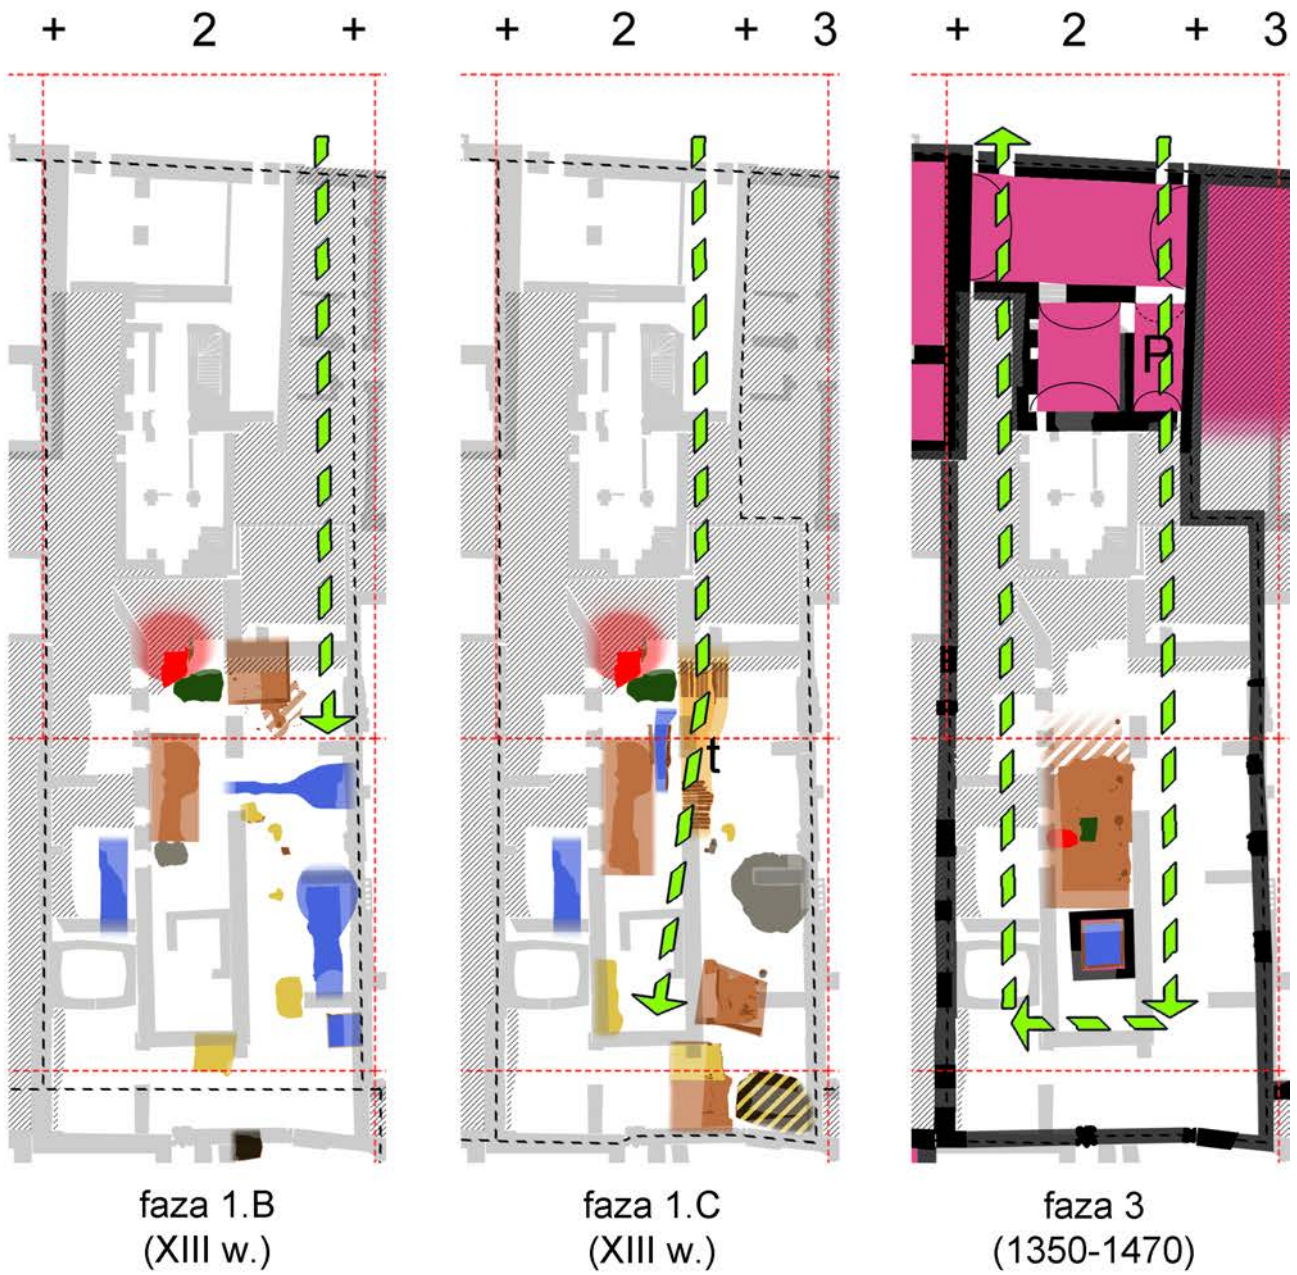 + 2 +
+ 2 + 3
+ 2 + 3
P
t
faza 1.B
(XIII w.)
faza 1.C
(XIII w.)
faza 3
(1350-1470)